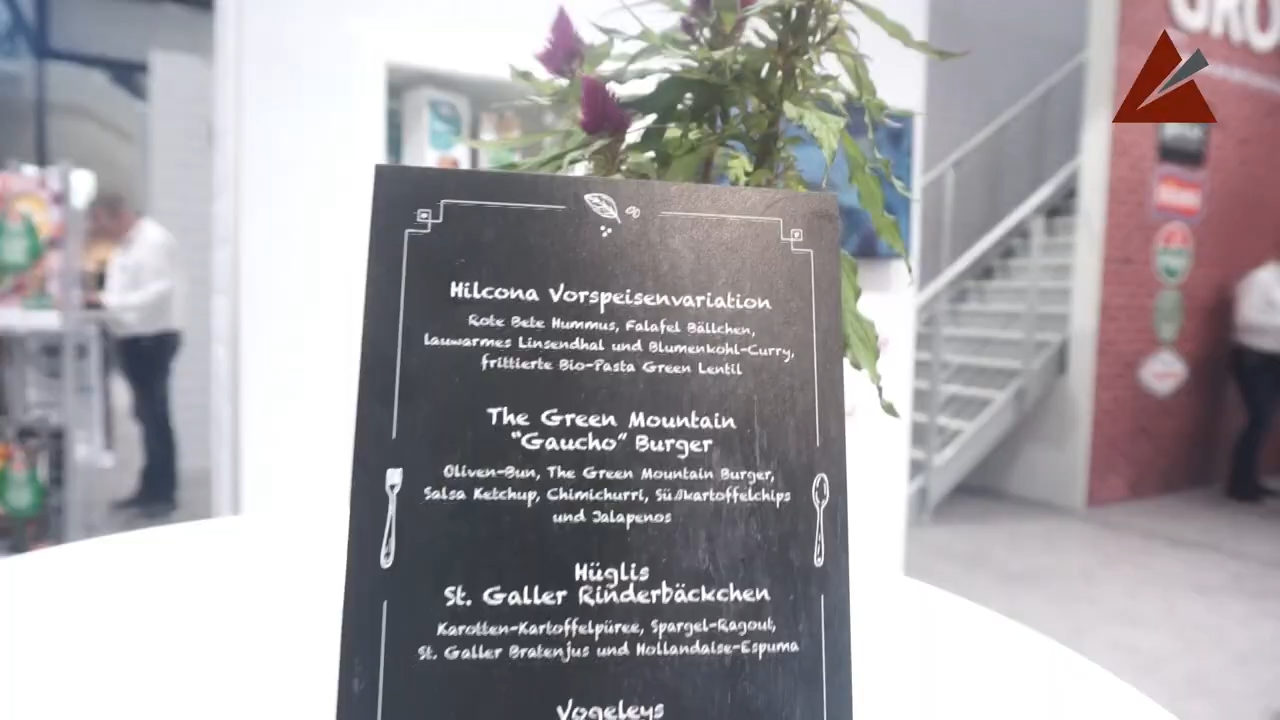 Hilcona Vorspeisenvariation
Rote Bete Hummus, Falafel Bällchen,
lauwarmes Linsendhal und Blumenkohl-Curry,
frittierte Bio-Pasta Green Lentil
The Green Mountain
"Gaucho" Burger
Oliven-Bun, The Green Mountain Burger,
Salsa Ketchup, Chimichurri, Süßkartoffelchips
und Jalapenos
Hüglis
St. Galler Rinderbäckchen
Karotten-Kartoffelpüree, Spargel-Ragout,
St. Galler Bratenjus und Hollandaise-Espuma
Vogeleys